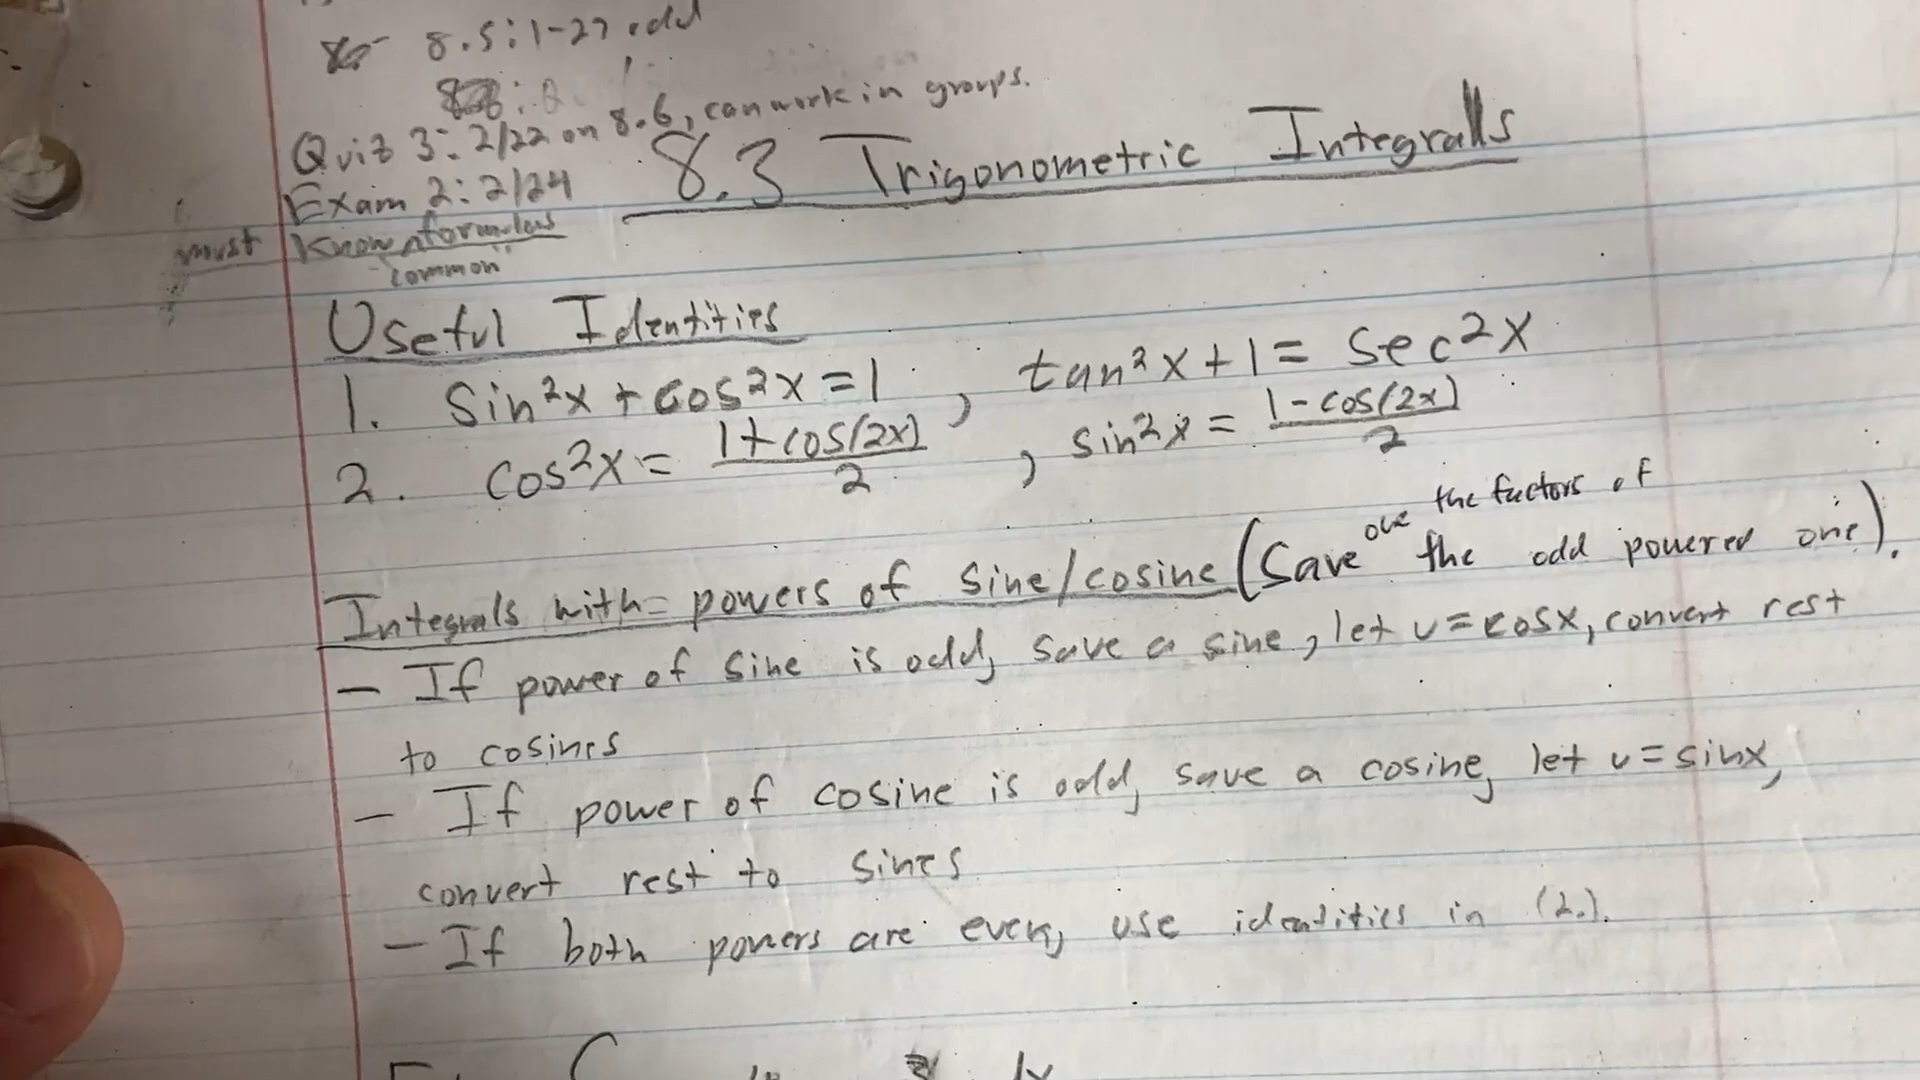 8.5: 1-27 odd
Quiz 3: 2/22 on 8.6, can work in groups.
Exam 2: 2/24
must Know formulas
"common"
8.3 Trigonometric Integralls
Useful Identities
1. sin²x + cos²x = 1, tan²x + 1 = sec²x
2. cos²x = (1+cos(2x))/2, sin²x = (1-cos(2x))/2
Integrals with powers of sine/cosine (Save one the factors of the odd powered one).
- If power of sine is odd, save a sine, let u = cosx, convert rest
to cosines
- If power of cosine is odd, save a cosine, let u = sinx,
convert rest to sines
- If both powers are even, use identities in (2.).